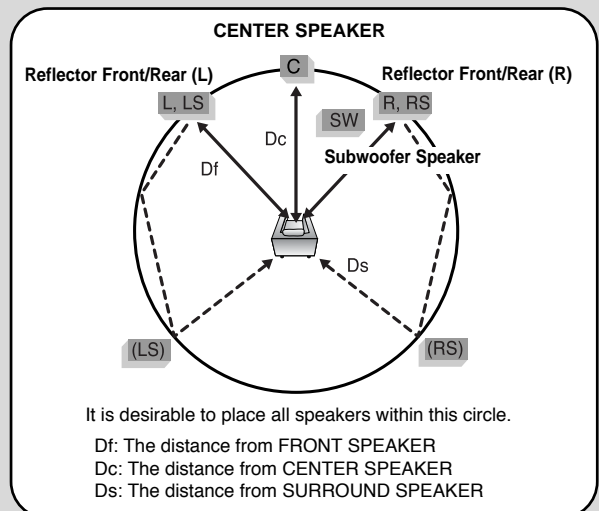 CENTER SPEAKER
Reflector Front/Rear (L)
C
Reflector Front/Rear (R)
L, LS
R, RS
SW
Dc
Subwoofer Speaker
Df
Ds
(LS)
(RS)
It is desirable to place all speakers within this circle.
Df: The distance from FRONT SPEAKER
Dc: The distance from CENTER SPEAKER
Ds: The distance from SURROUND SPEAKER